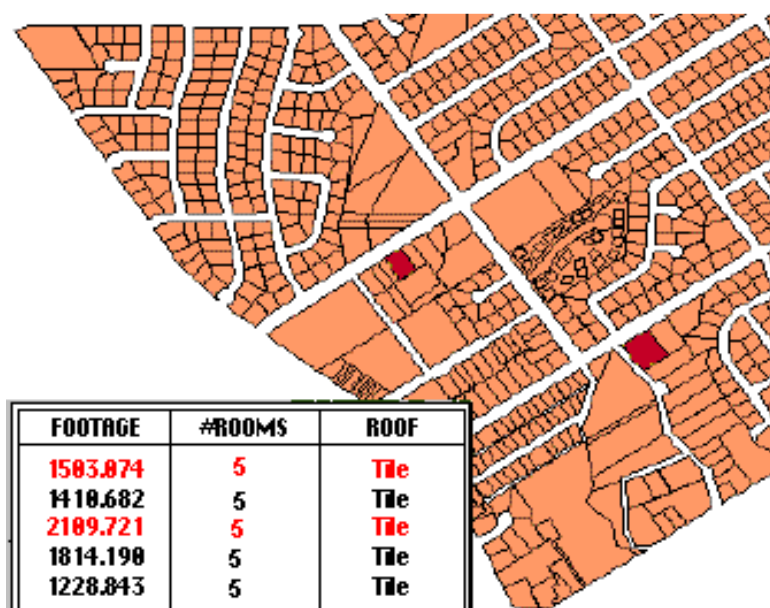 FOOTAGE #ROOMS ROOF
1503.074 5 Tile
1410.682 5 Tile
2109.721 5 Tile
1814.190 5 Tile
1228.043 5 Tile